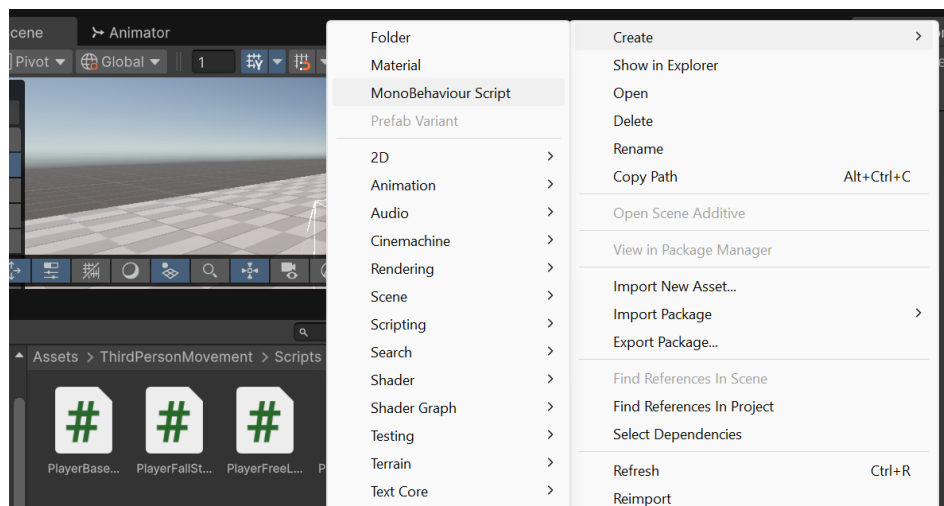 Animator
Pivot
Global
1
Assets > ThirdPersonMovement > Scripts
PlayerBase...
PlayerFallSt...
PlayerFreeL...
Folder
Material
MonoBehaviour Script
Prefab Variant
2D
Animation
Audio
Cinemachine
Rendering
Scene
Scripting
Search
Shader
Shader Graph
Testing
Terrain
Text Core
Create
Show in Explorer
Open
Delete
Rename
Copy Path Alt+Ctrl+C
Open Scene Additive
View in Package Manager
Import New Asset...
Import Package
Export Package...
Find References In Scene
Find References In Project
Select Dependencies
Refresh Ctrl+R
Reimport